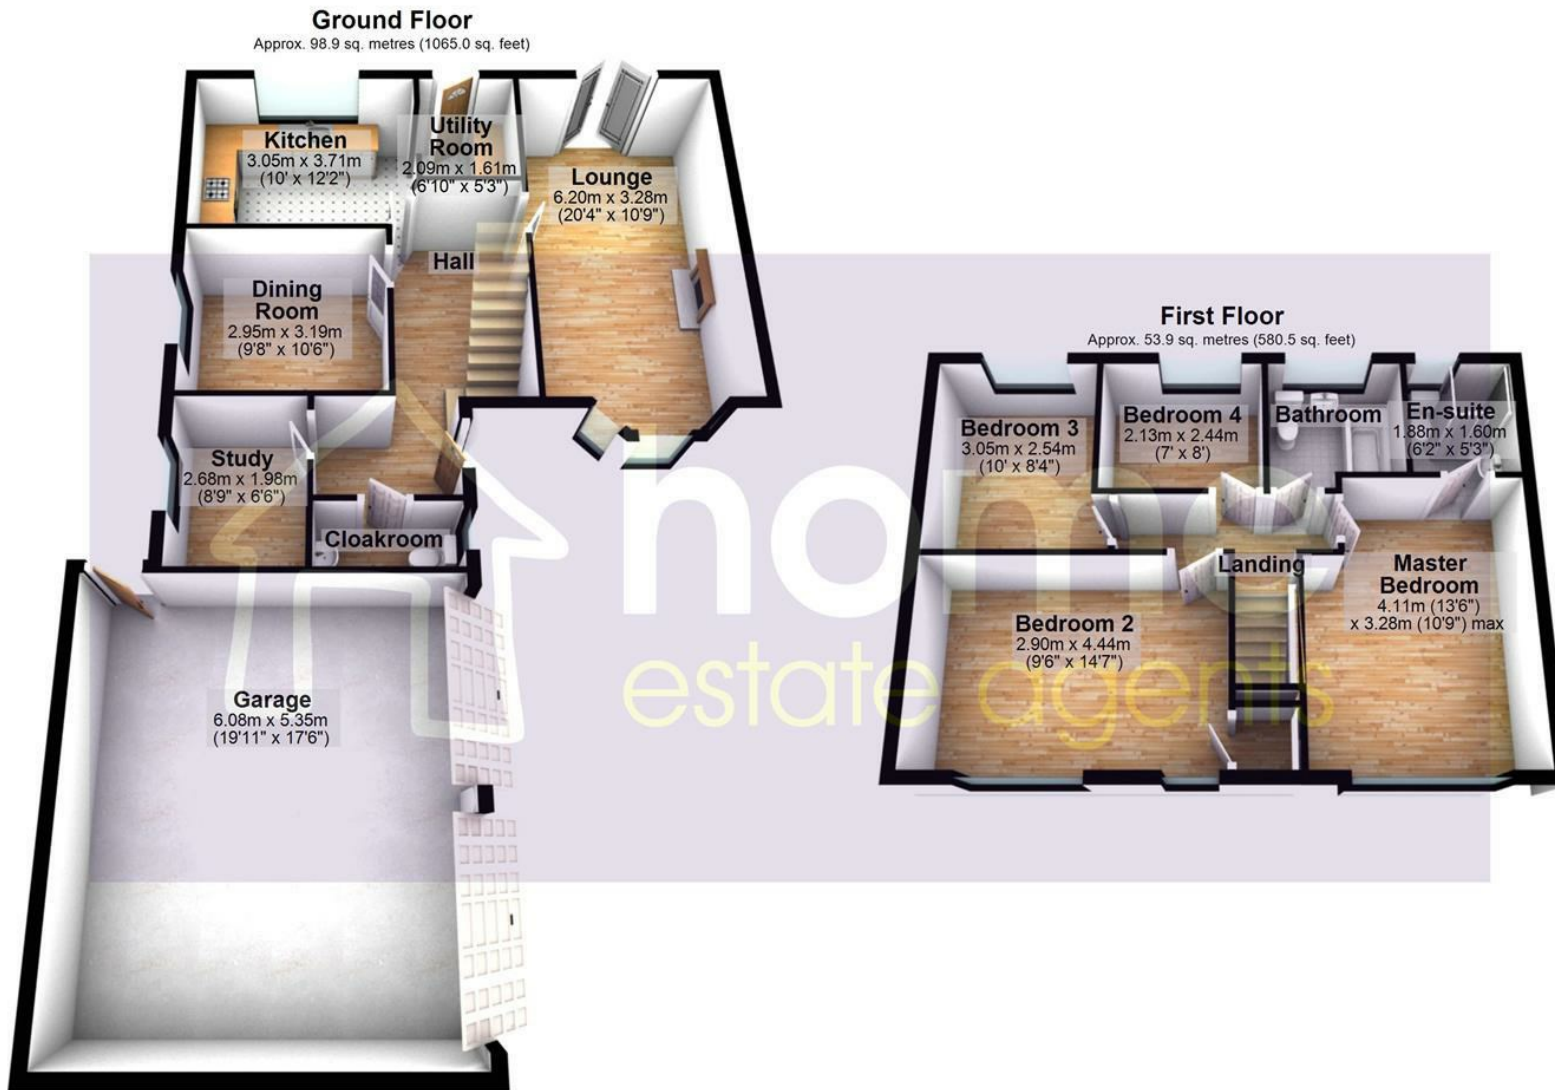 Ground Floor
Approx. 98.9 sq. metres (1065.0 sq. feet)
Kitchen
3.05m x 3.71m
(10' x 12'2")
Utility
Room
2.09m x 1.61m
(6'10" x 5'3")
Lounge
6.20m x 3.28m
(20'4" x 10'9")
Hall
Dining
Room
2.95m x 3.19m
(9'8" x 10'6")
Study
2.68m x 1.98m
(8'9" x 6'6")
Cloakroom
Garage
6.08m x 5.35m
(19'11" x 17'6")
First Floor
Approx. 53.9 sq. metres (580.5 sq. feet)
Bedroom 3
3.05m x 2.54m
(10' x 8'4")
Bedroom 4
2.13m x 2.44m
(7' x 8')
Bathroom
En-suite
1.88m x 1.60m
(6'2" x 5'3")
Landing
Master
Bedroom
4.11m (13'6")
x 3.28m (10'9") max
Bedroom 2
2.90m x 4.44m
(9'6" x 14'7")
home
estate agents